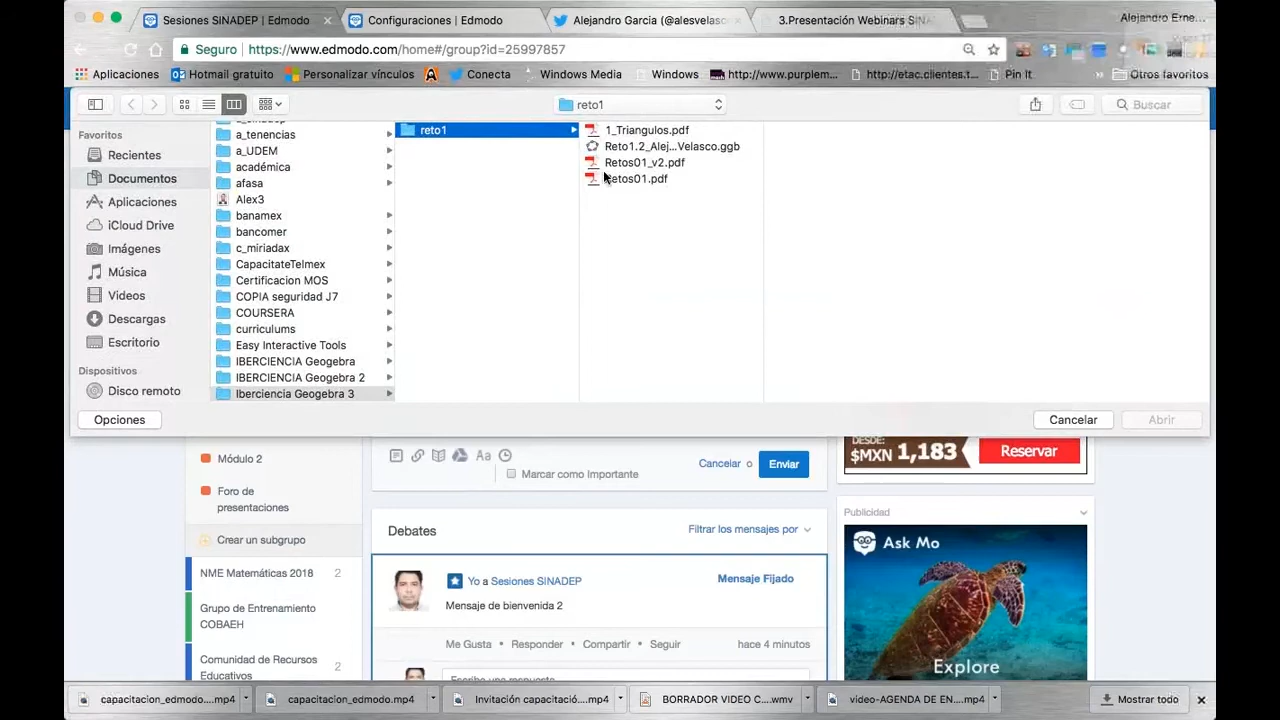 Sesiones SINADEP | Edmodo
Configuraciones | Edmodo
Alejandro Garcia (@alesvelasc
3.Presentación Webinars SIN
Alejandro Erne...
Seguro
https://www.edmodo.com/home#/group?id=25997857
Aplicaciones
Hotmail gratuito
Personalizar vínculos
Conecta
Windows Media
Windows
http://www.purplem...
http://etac.clientes.t...
Pin It
»
Otros favoritos
reto1
Buscar
Favoritos
Recientes
Documentos
Aplicaciones
iCloud Drive
Imágenes
Música
Videos
Descargas
Escritorio
Dispositivos
Disco remoto
a_tenencias
a_UDEM
académica
afasa
Alex3
banamex
bancomer
c_miriadax
CapacitateTelmex
Certificacion MOS
COPIA seguridad J7
COURSERA
curriculums
Easy Interactive Tools
IBERCIENCIA Geogebra
IBERCIENCIA Geogebra 2
Iberciencia Geogebra 3
reto1
1_Triangulos.pdf
Reto1.2_Alej...Velasco.ggb
Retos01_v2.pdf
etos01.pdf
Opciones
Cancelar
Abrir
Módulo 2
Foro de
presentaciones
Crear un subgrupo
NME Matemáticas 2018 2
Grupo de Entrenamiento
COBAEH
Comunidad de Recursos
Educativos
2
Aa
Marcar como Importante
Cancelar o
Enviar
Debates
Filtrar los mensajes por
Yo a Sesiones SINADEP
Mensaje Fijado
Mensaje de bienvenida 2
Me Gusta • Responder • Compartir • Seguir
hace 4 minutos
Escribe una respuesta
DESDE:
$MXN 1,183
Reservar
Publicidad
Ask Mo
Explore
capacitacion_edmodo....mp4
capacitacion_edmodo.mp4
Invitación capacitació...mp4
BORRADOR VIDEO C....wmv
video-AGENDA DE EN....mp4
Mostrar todo